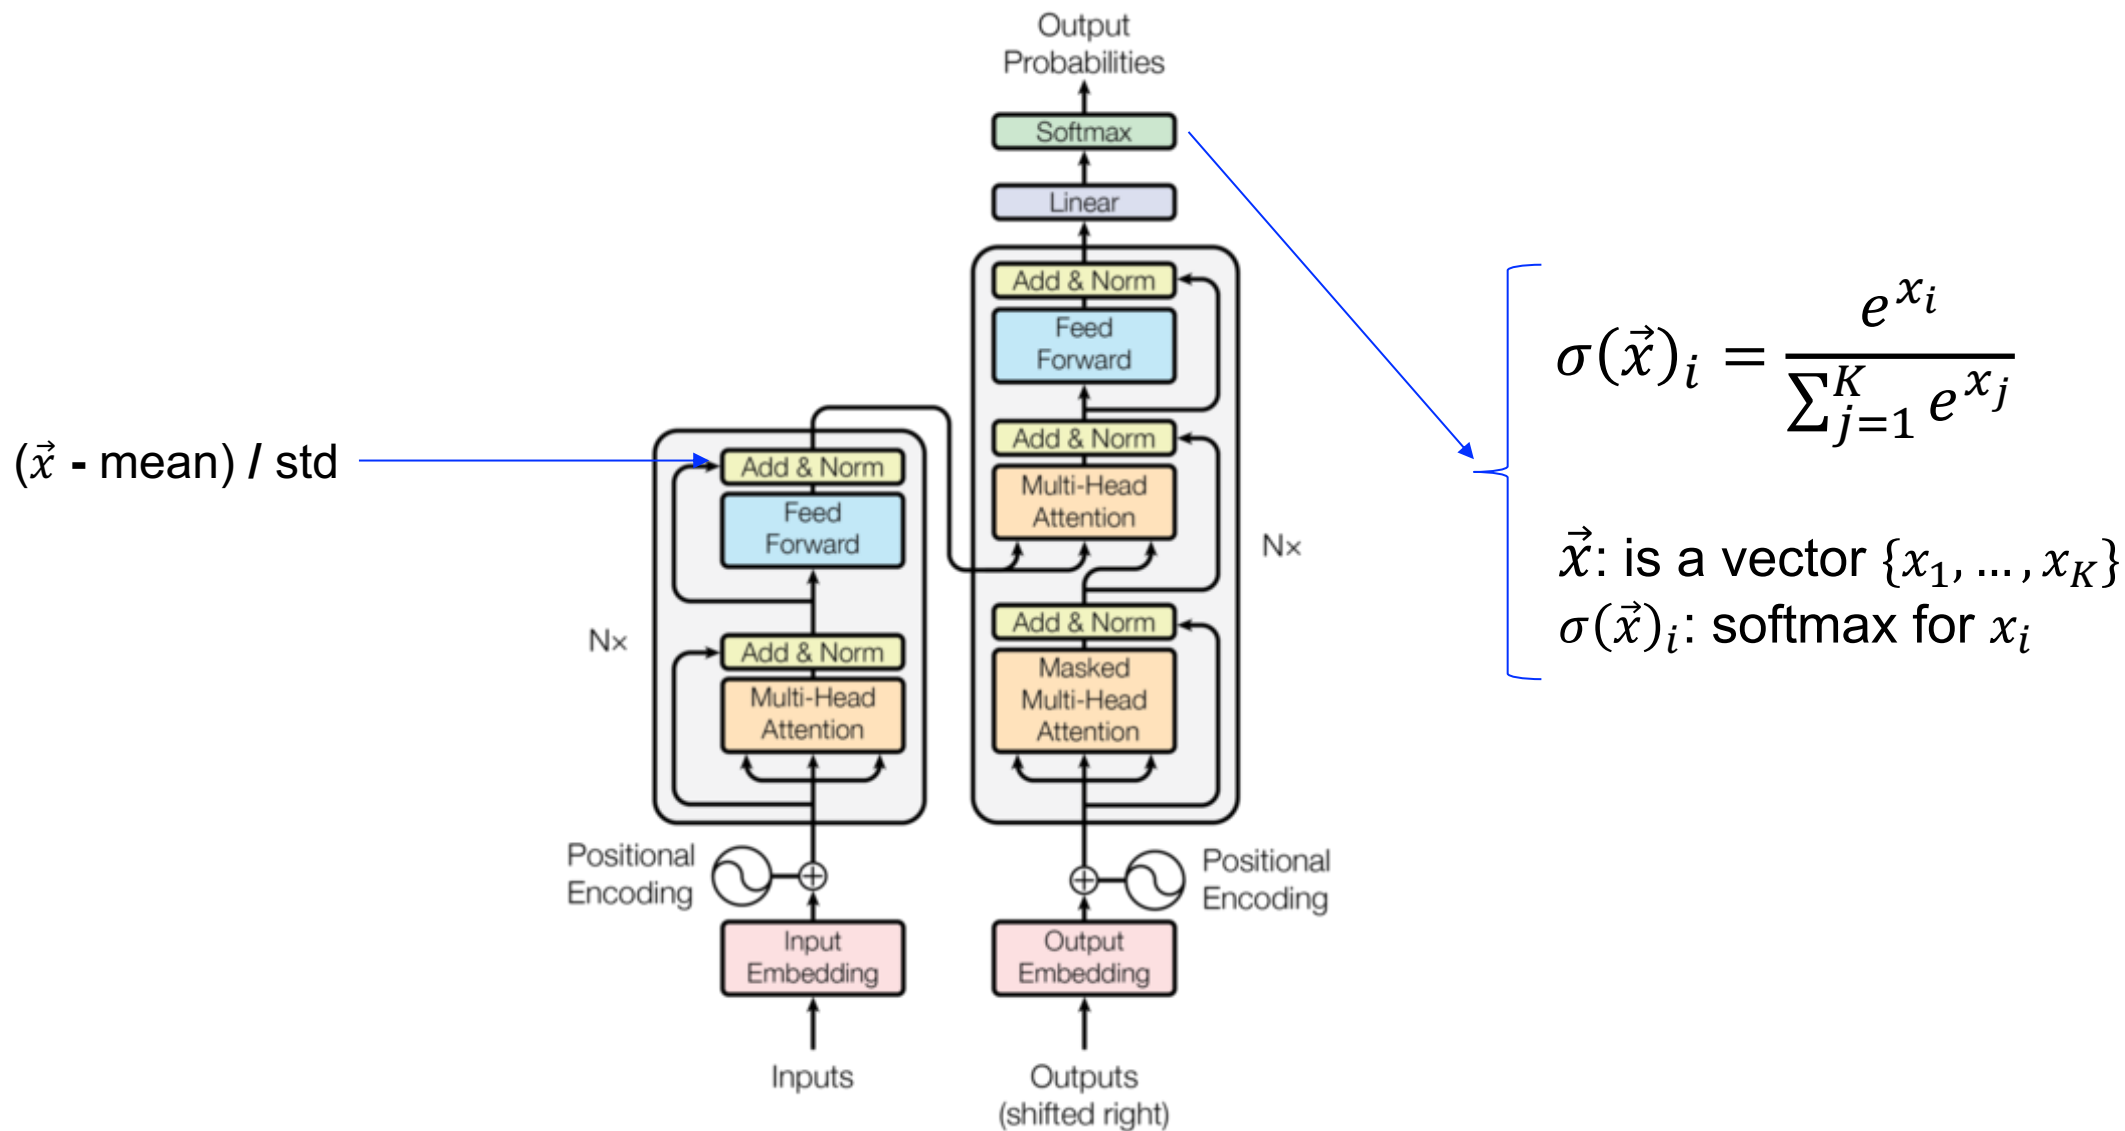 Output
Probabilities
Softmax
Linear
Add & Norm
Feed
Forward
Add & Norm
Multi-Head
Attention
N×
Add & Norm
Masked
Multi-Head
Attention
Positional
Encoding
Output
Embedding
Outputs
(shifted right)
(x⃗ - mean) / std
Add & Norm
Feed
Forward
N×
Add & Norm
Multi-Head
Attention
Positional
Encoding
Input
Embedding
Inputs
σ(x⃗)ᵢ = e^{xᵢ} / ∑_{j=1}^{K} e^{xⱼ}
x⃗: is a vector {x₁, … , x_K}
σ(x⃗)ᵢ: softmax for xᵢ